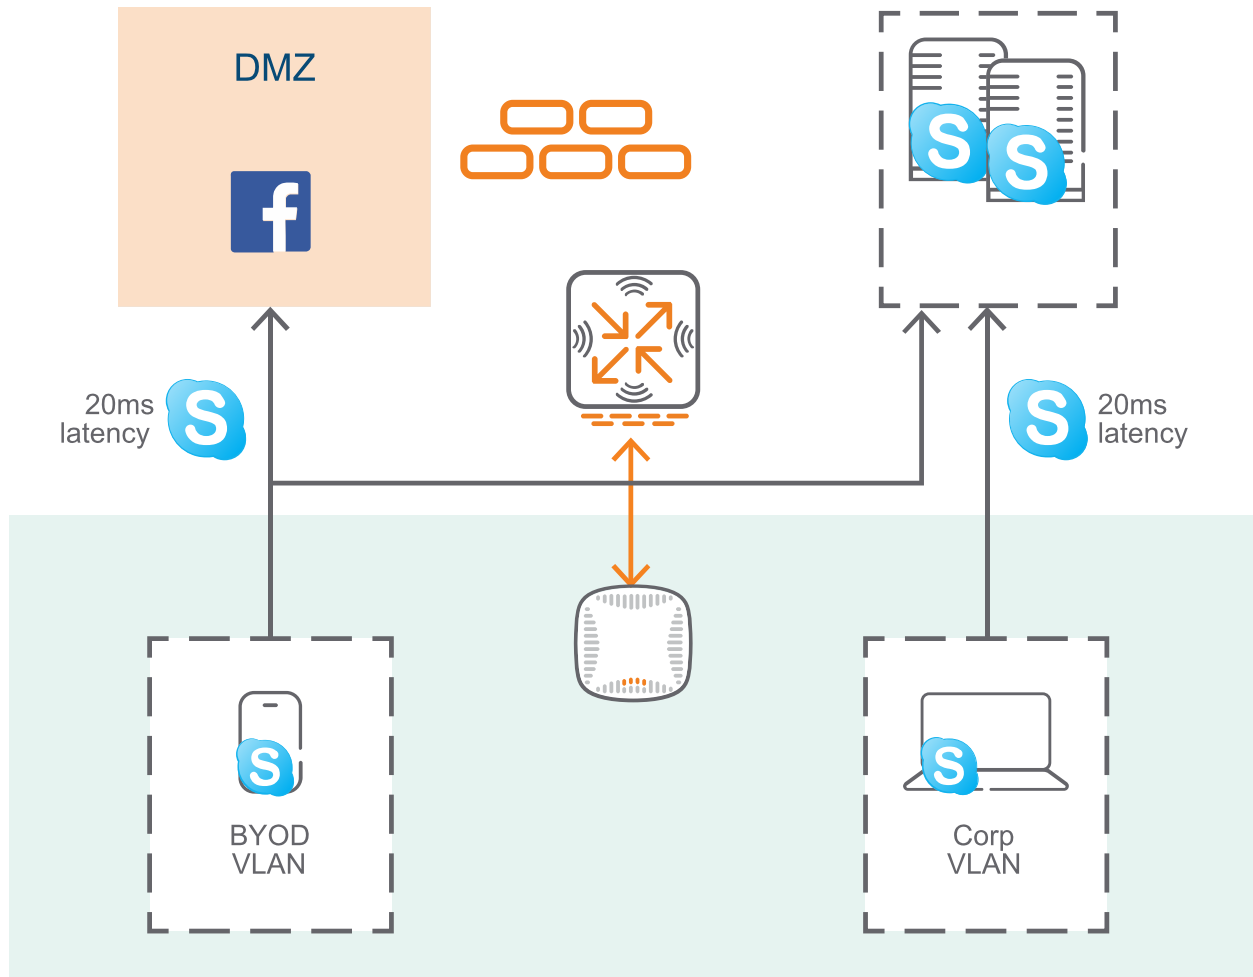 DMZ
20ms
latency
20ms
latency
BYOD
VLAN
Corp
VLAN